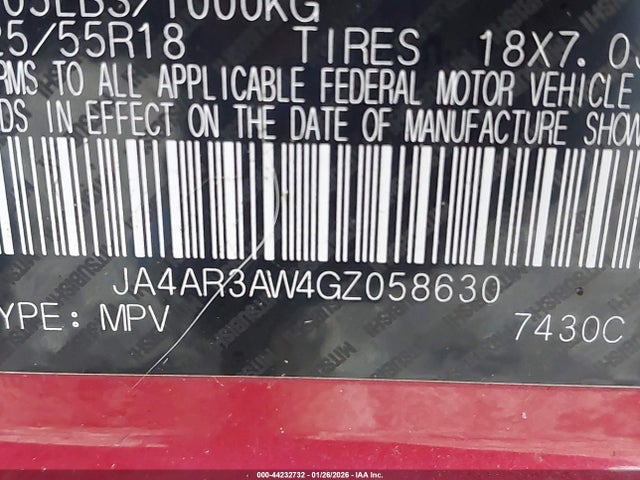 1000KG
25/55R18 TIRES 18X7.0J
RMS TO ALL APPLICABLE FEDERAL MOTOR VEHICLE
DS IN EFFECT ON THE DATE OF MANUFACTURE SHOW
JA4AR3AW4GZ058630
YPE: MPV 7430C
000-44232732 | 01/26/2026 | IAA Inc.